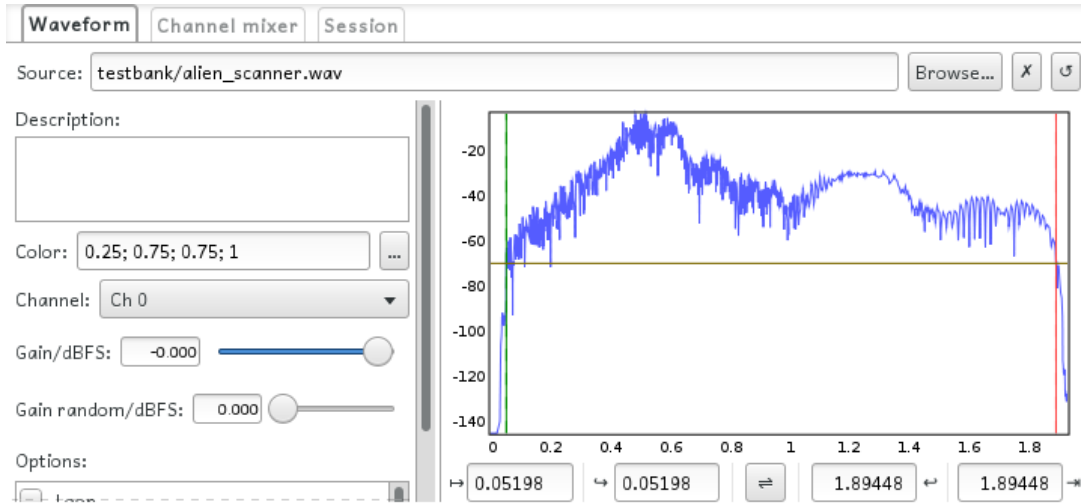 Waveform Channel mixer Session
Source: testbank/alien_scanner.wav Browse... ✗ ↺
Description:
Color: 0.25; 0.75; 0.75; 1 ...
Channel: Ch 0
Gain/dBFS: -0.000
Gain random/dBFS: 0.000
Options:
-20
-40
-60
-80
-100
-120
-140
0 0.2 0.4 0.6 0.8 1 1.2 1.4 1.6 1.8
↦ 0.05198 ↪ 0.05198 ⇌ 1.89448 ↩ 1.89448 ⇥